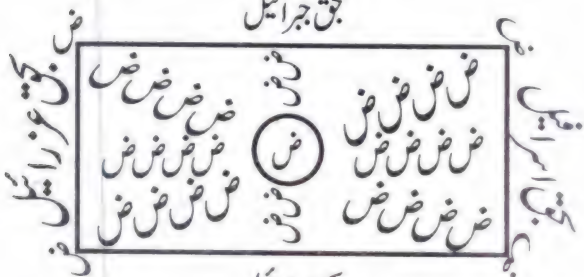 بحق جبرائیل
ض ض
ض ض ض ض ض ض ض ض ض ض
بحق اسرافیل ض ض ض ض ض ض ض ض ض بحق عزرائیل
ض ض ض ض ض ض ض ض ض ض
ض ض